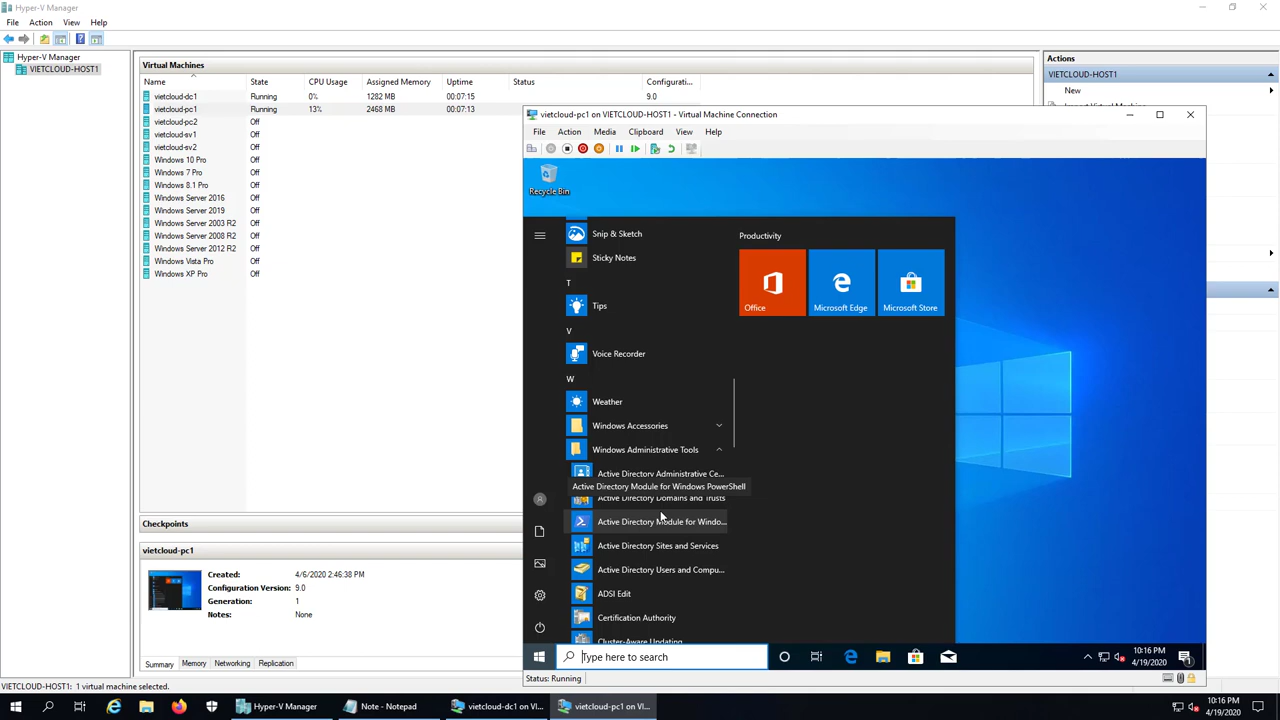 Hyper-V Manager
File Action View Help
Hyper-V Manager
VIETCLOUD-HOST1
Virtual Machines
Name State CPU Usage Assigned Memory Uptime Status Configurati...
vietcloud-dc1 Running 0% 1282 MB 00:07:15 9.0
vietcloud-pc1 Running 13% 2468 MB 00:07:13
vietcloud-pc2 Off
vietcloud-sv1 Off
vietcloud-sv2 Off
Windows 10 Pro Off
Windows 7 Pro Off
Windows 8.1 Pro Off
Windows Server 2016 Off
Windows Server 2019 Off
Windows Server 2003 R2 Off
Windows Server 2008 R2 Off
Windows Server 2012 R2 Off
Windows Vista Pro Off
Windows XP Pro Off
Checkpoints
vietcloud-pc1
Created: 4/6/2020 2:46:38 PM
Configuration Version: 9.0
Generation: 1
Notes: None
Summary Memory Networking Replication
VIETCLOUD-HOST1: 1 virtual machine selected.
Actions
VIETCLOUD-HOST1
New
vietcloud-pc1 on VIETCLOUD-HOST1 - Virtual Machine Connection
File Action Media Clipboard View Help
Recycle Bin
Snip & Sketch
Sticky Notes
T
Tips
V
Voice Recorder
W
Weather
Windows Accessories
Windows Administrative Tools
Active Directory Administrative Ce...
Active Directory Module for Windows PowerShell
Active Directory Domains and Trusts
Active Directory Module for Windo...
Active Directory Sites and Services
Active Directory Users and Compu...
ADSI Edit
Certification Authority
Cluster-Aware Updating
Productivity
Office
Microsoft Edge
Microsoft Store
Type here to search
10:16 PM
4/19/2020
1
Status: Running
Hyper-V Manager
Note - Notepad
vietcloud-dc1 on VI...
vietcloud-pc1 on VI...
10:16 PM
4/19/2020